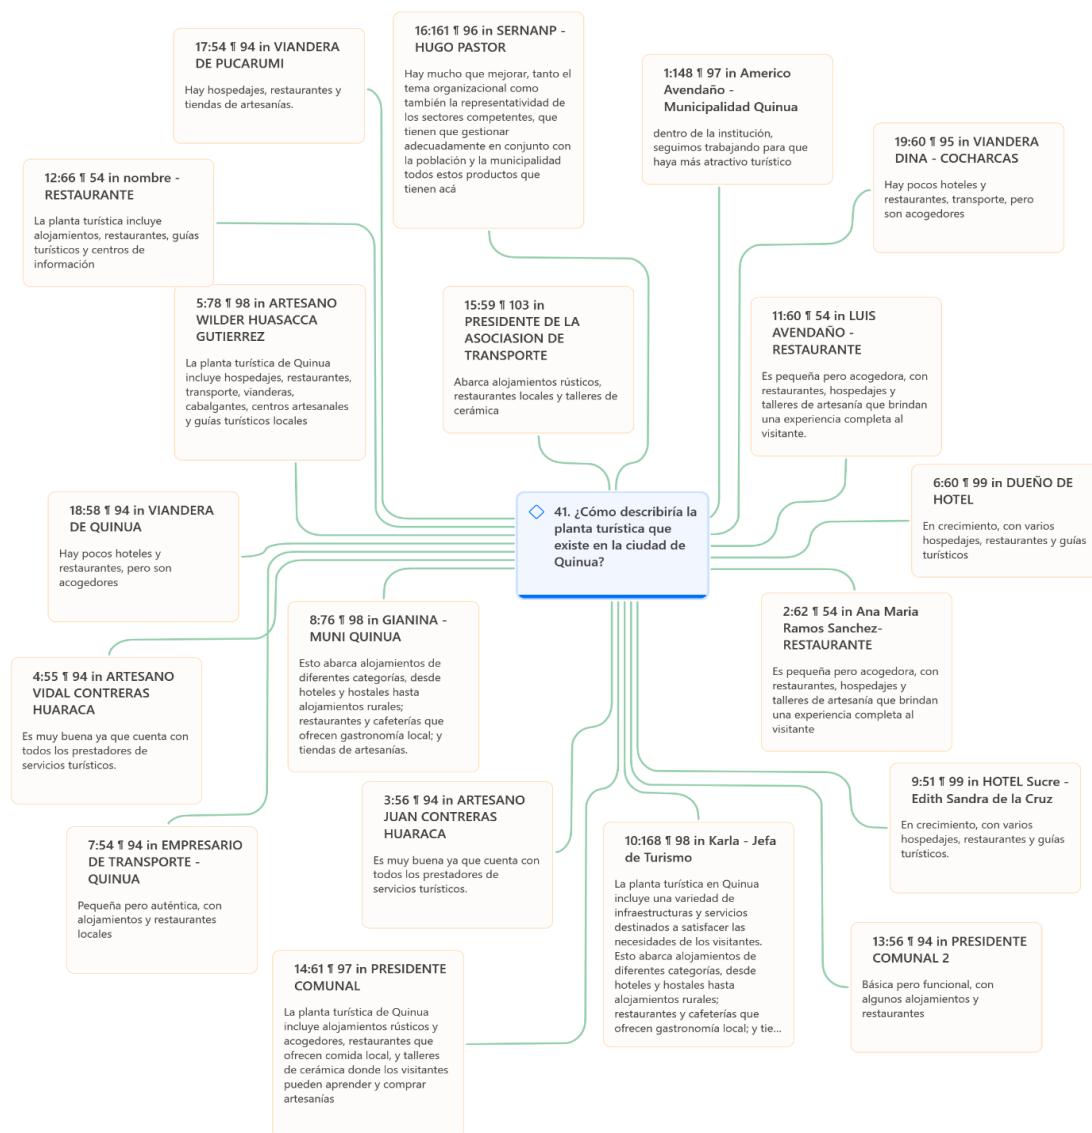 16:161 ¶ 96 in SERNANP -
HUGO PASTOR
Hay mucho que mejorar, tanto el
tema organizacional como
también la representatividad de
los sectores competentes, que
tienen que gestionar
adecuadamente en conjunto con
la población y la municipalidad
todos estos productos que
tienen acá
17:54 ¶ 94 in VIANDERA
DE PUCARUMI
Hay hospedajes, restaurantes y
tiendas de artesanías.
1:148 ¶ 97 in Americo
Avendaño -
Municipalidad Quinua
dentro de la institución,
seguimos trabajando para que
haya más atractivo turístico
19:60 ¶ 95 in VIANDERA
DINA - COCHARCAS
Hay pocos hoteles y
restaurantes, transporte, pero
son acogedores
12:66 ¶ 54 in nombre -
RESTAURANTE
La planta turística incluye
alojamientos, restaurantes, guías
turísticos y centros de
información
5:78 ¶ 98 in ARTESANO
WILDER HUASACCA
GUTIERREZ
La planta turística de Quinua
incluye hospedajes, restaurantes,
transporte, vianderas,
cabalgantes, centros artesanales
y guías turísticos locales
15:59 ¶ 103 in
PRESIDENTE DE LA
ASOCIASION DE
TRANSPORTE
Abarca alojamientos rústicos,
restaurantes locales y talleres de
cerámica
11:60 ¶ 54 in LUIS
AVENDAÑO -
RESTAURANTE
Es pequeña pero acogedora, con
restaurantes, hospedajes y
talleres de artesanía que brindan
una experiencia completa al
visitante.
6:60 ¶ 99 in DUEÑO DE
HOTEL
En crecimiento, con varios
hospedajes, restaurantes y guías
turísticos
18:58 ¶ 94 in VIANDERA
DE QUINUA
Hay pocos hoteles y
restaurantes, pero son
acogedores
41. ¿Cómo describiría la
planta turística que
existe en la ciudad de
Quinua?
8:76 ¶ 98 in GIANINA -
MUNI QUINUA
Esto abarca alojamientos de
diferentes categorías, desde
hoteles y hostales hasta
alojamientos rurales;
restaurantes y cafeterías que
ofrecen gastronomía local; y
tiendas de artesanías.
2:62 ¶ 54 in Ana Maria
Ramos Sanchez-
RESTAURANTE
Es pequeña pero acogedora, con
restaurantes, hospedajes y
talleres de artesanía que brindan
una experiencia completa al
visitante
4:55 ¶ 94 in ARTESANO
VIDAL CONTRERAS
HUARACA
Es muy buena ya que cuenta con
todos los prestadores de
servicios turísticos.
3:56 ¶ 94 in ARTESANO
JUAN CONTRERAS
HUARACA
Es muy buena ya que cuenta con
todos los prestadores de
servicios turísticos.
9:51 ¶ 99 in HOTEL Sucre -
Edith Sandra de la Cruz
En crecimiento, con varios
hospedajes, restaurantes y guías
turísticos.
7:54 ¶ 94 in EMPRESARIO
DE TRANSPORTE -
QUINUA
Pequeña pero auténtica, con
alojamientos y restaurantes
locales
10:168 ¶ 98 in Karla - Jefa
de Turismo
La planta turística en Quinua
incluye una variedad de
infraestructuras y servicios
destinados a satisfacer las
necesidades de los visitantes.
Esto abarca alojamientos de
diferentes categorías, desde
hoteles y hostales hasta
alojamientos rurales;
restaurantes y cafeterías que
ofrecen gastronomía local; y tie...
13:56 ¶ 94 in PRESIDENTE
COMUNAL 2
Básica pero funcional, con
algunos alojamientos y
restaurantes
14:61 ¶ 97 in PRESIDENTE
COMUNAL
La planta turística de Quinua
incluye alojamientos rústicos y
acogedores, restaurantes que
ofrecen comida local, y talleres
de cerámica donde los visitantes
pueden aprender y comprar
artesanías